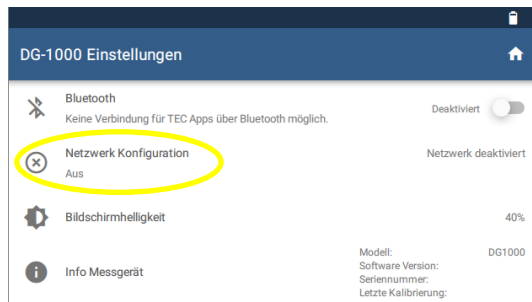 DG-1000 Einstellungen
Bluetooth
Keine Verbindung für TEC Apps über Bluetooth möglich.
Deaktiviert
Netzwerk Konfiguration
Aus
Netzwerk deaktiviert
Bildschirmhelligkeit
40%
Info Messgerät
Modell: DG1000
Software Version:
Seriennummer:
Letzte Kalibrierung: